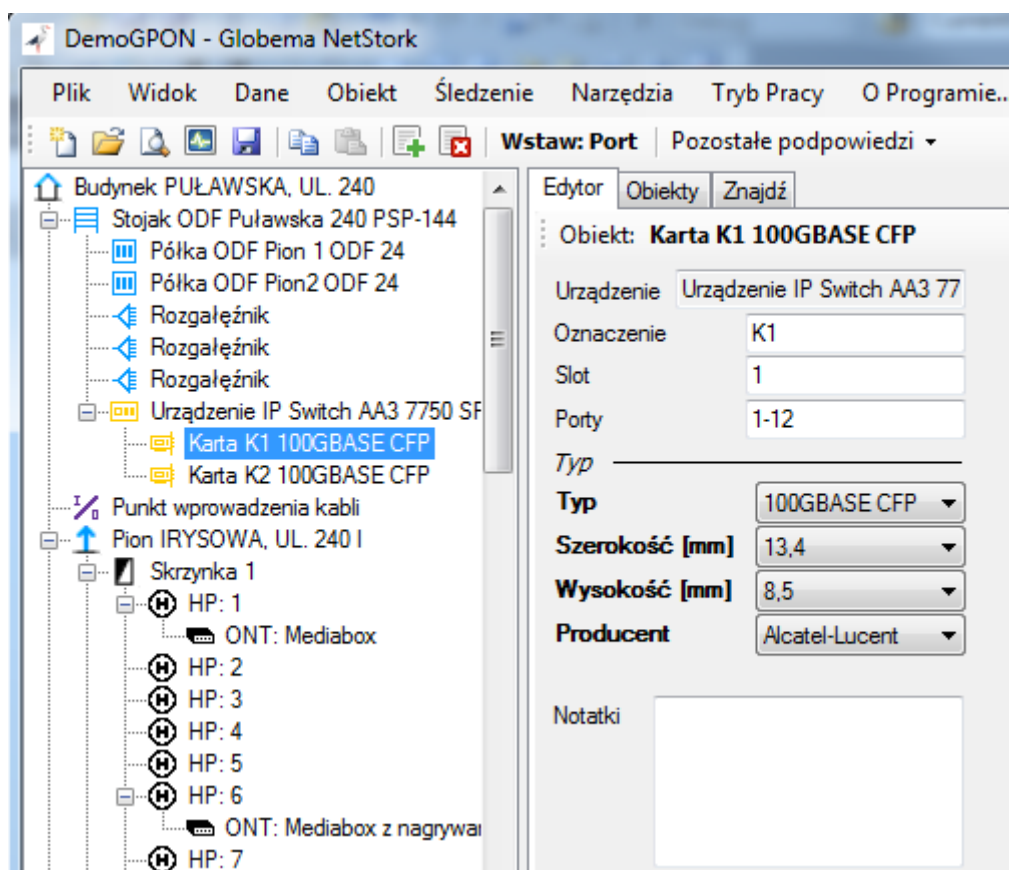 DemoGPON - Globema NetStork
Plik Widok Dane Obiekt Śledzenie Narzędzia Tryb Pracy O Programie...
Wstaw: Port Pozostałe podpowiedzi
Budynek PUŁAWSKA, UL. 240
Stojak ODF Puławska 240 PSP-144
Półka ODF Pion 1 ODF 24
Półka ODF Pion2 ODF 24
Rozgałęźnik
Rozgałęźnik
Rozgałęźnik
Urządzenie IP Switch AA3 7750 SF
Karta K1 100GBASE CFP
Karta K2 100GBASE CFP
Punkt wprowadzenia kabli
Pion IRYSOWA, UL. 240 I
Skrzynka 1
HP: 1
ONT: Mediabox
HP: 2
HP: 3
HP: 4
HP: 5
HP: 6
ONT: Mediabox z nagrywa
HP: 7
Edytor Obiekty Znajdź
Obiekt: Karta K1 100GBASE CFP
Urządzenie Urządzenie IP Switch AA3 77
Oznaczenie K1
Slot 1
Porty 1-12
Typ
Typ 100GBASE CFP
Szerokość [mm] 13,4
Wysokość [mm] 8,5
Producent Alcatel-Lucent
Notatki